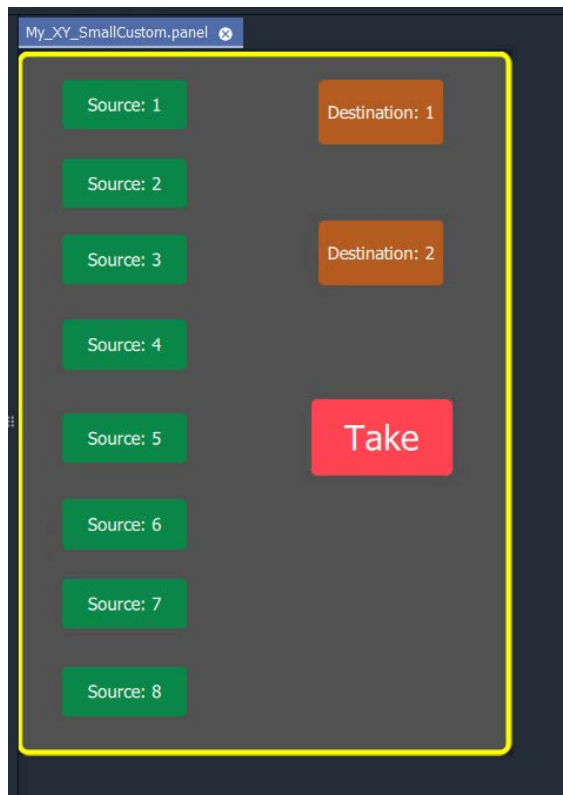 My_XY_SmallCustom.panel
Source: 1
Source: 2
Source: 3
Source: 4
Source: 5
Source: 6
Source: 7
Source: 8
Destination: 1
Destination: 2
Take